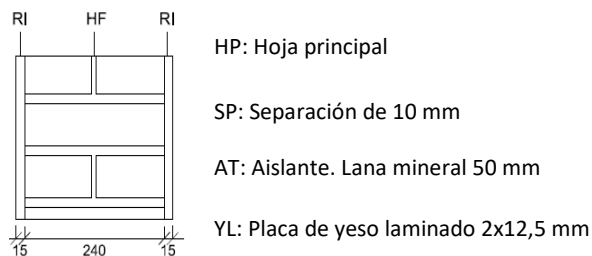 RI HF RI
HP: Hoja principal
SP: Separación de 10 mm
AT: Aislante. Lana mineral 50 mm
YL: Placa de yeso laminado 2x12,5 mm
15 240 15